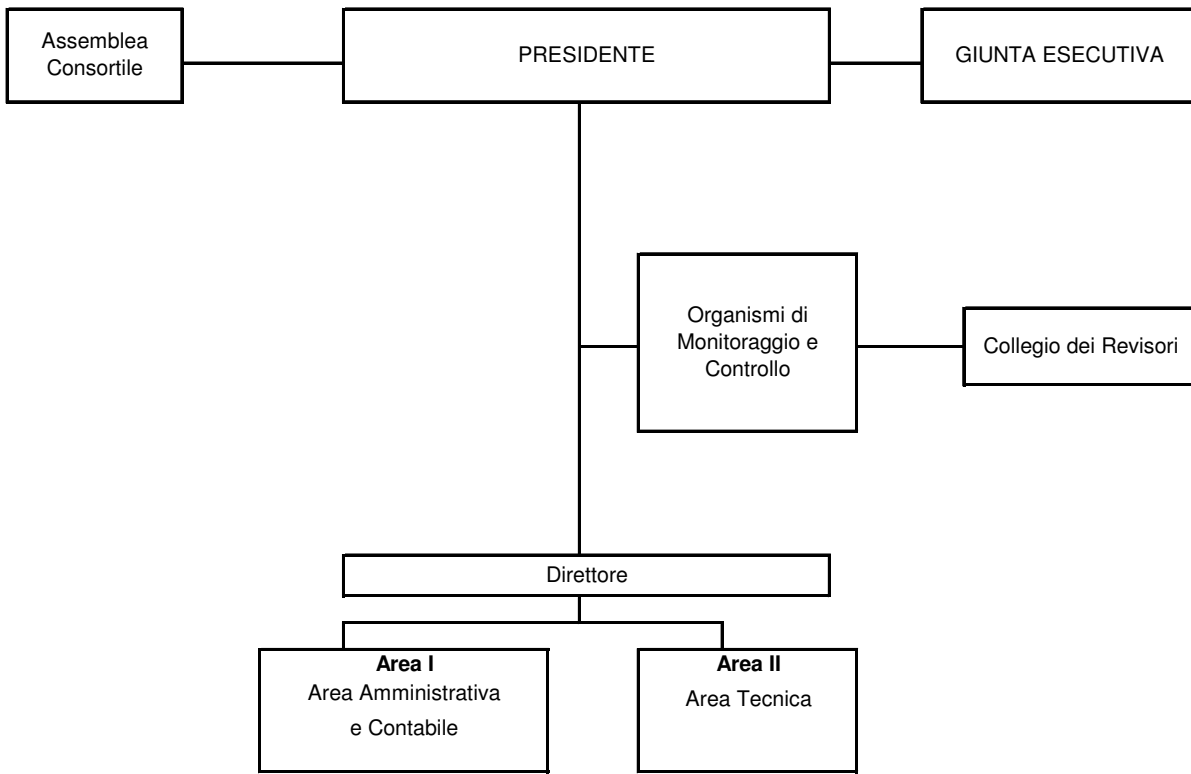 Assemblea
Consortile
PRESIDENTE
GIUNTA ESECUTIVA
Organismi di
Monitoraggio e
Controllo
Collegio dei Revisori
Direttore
Area I
Area Amministrativa
e Contabile
Area II
Area Tecnica